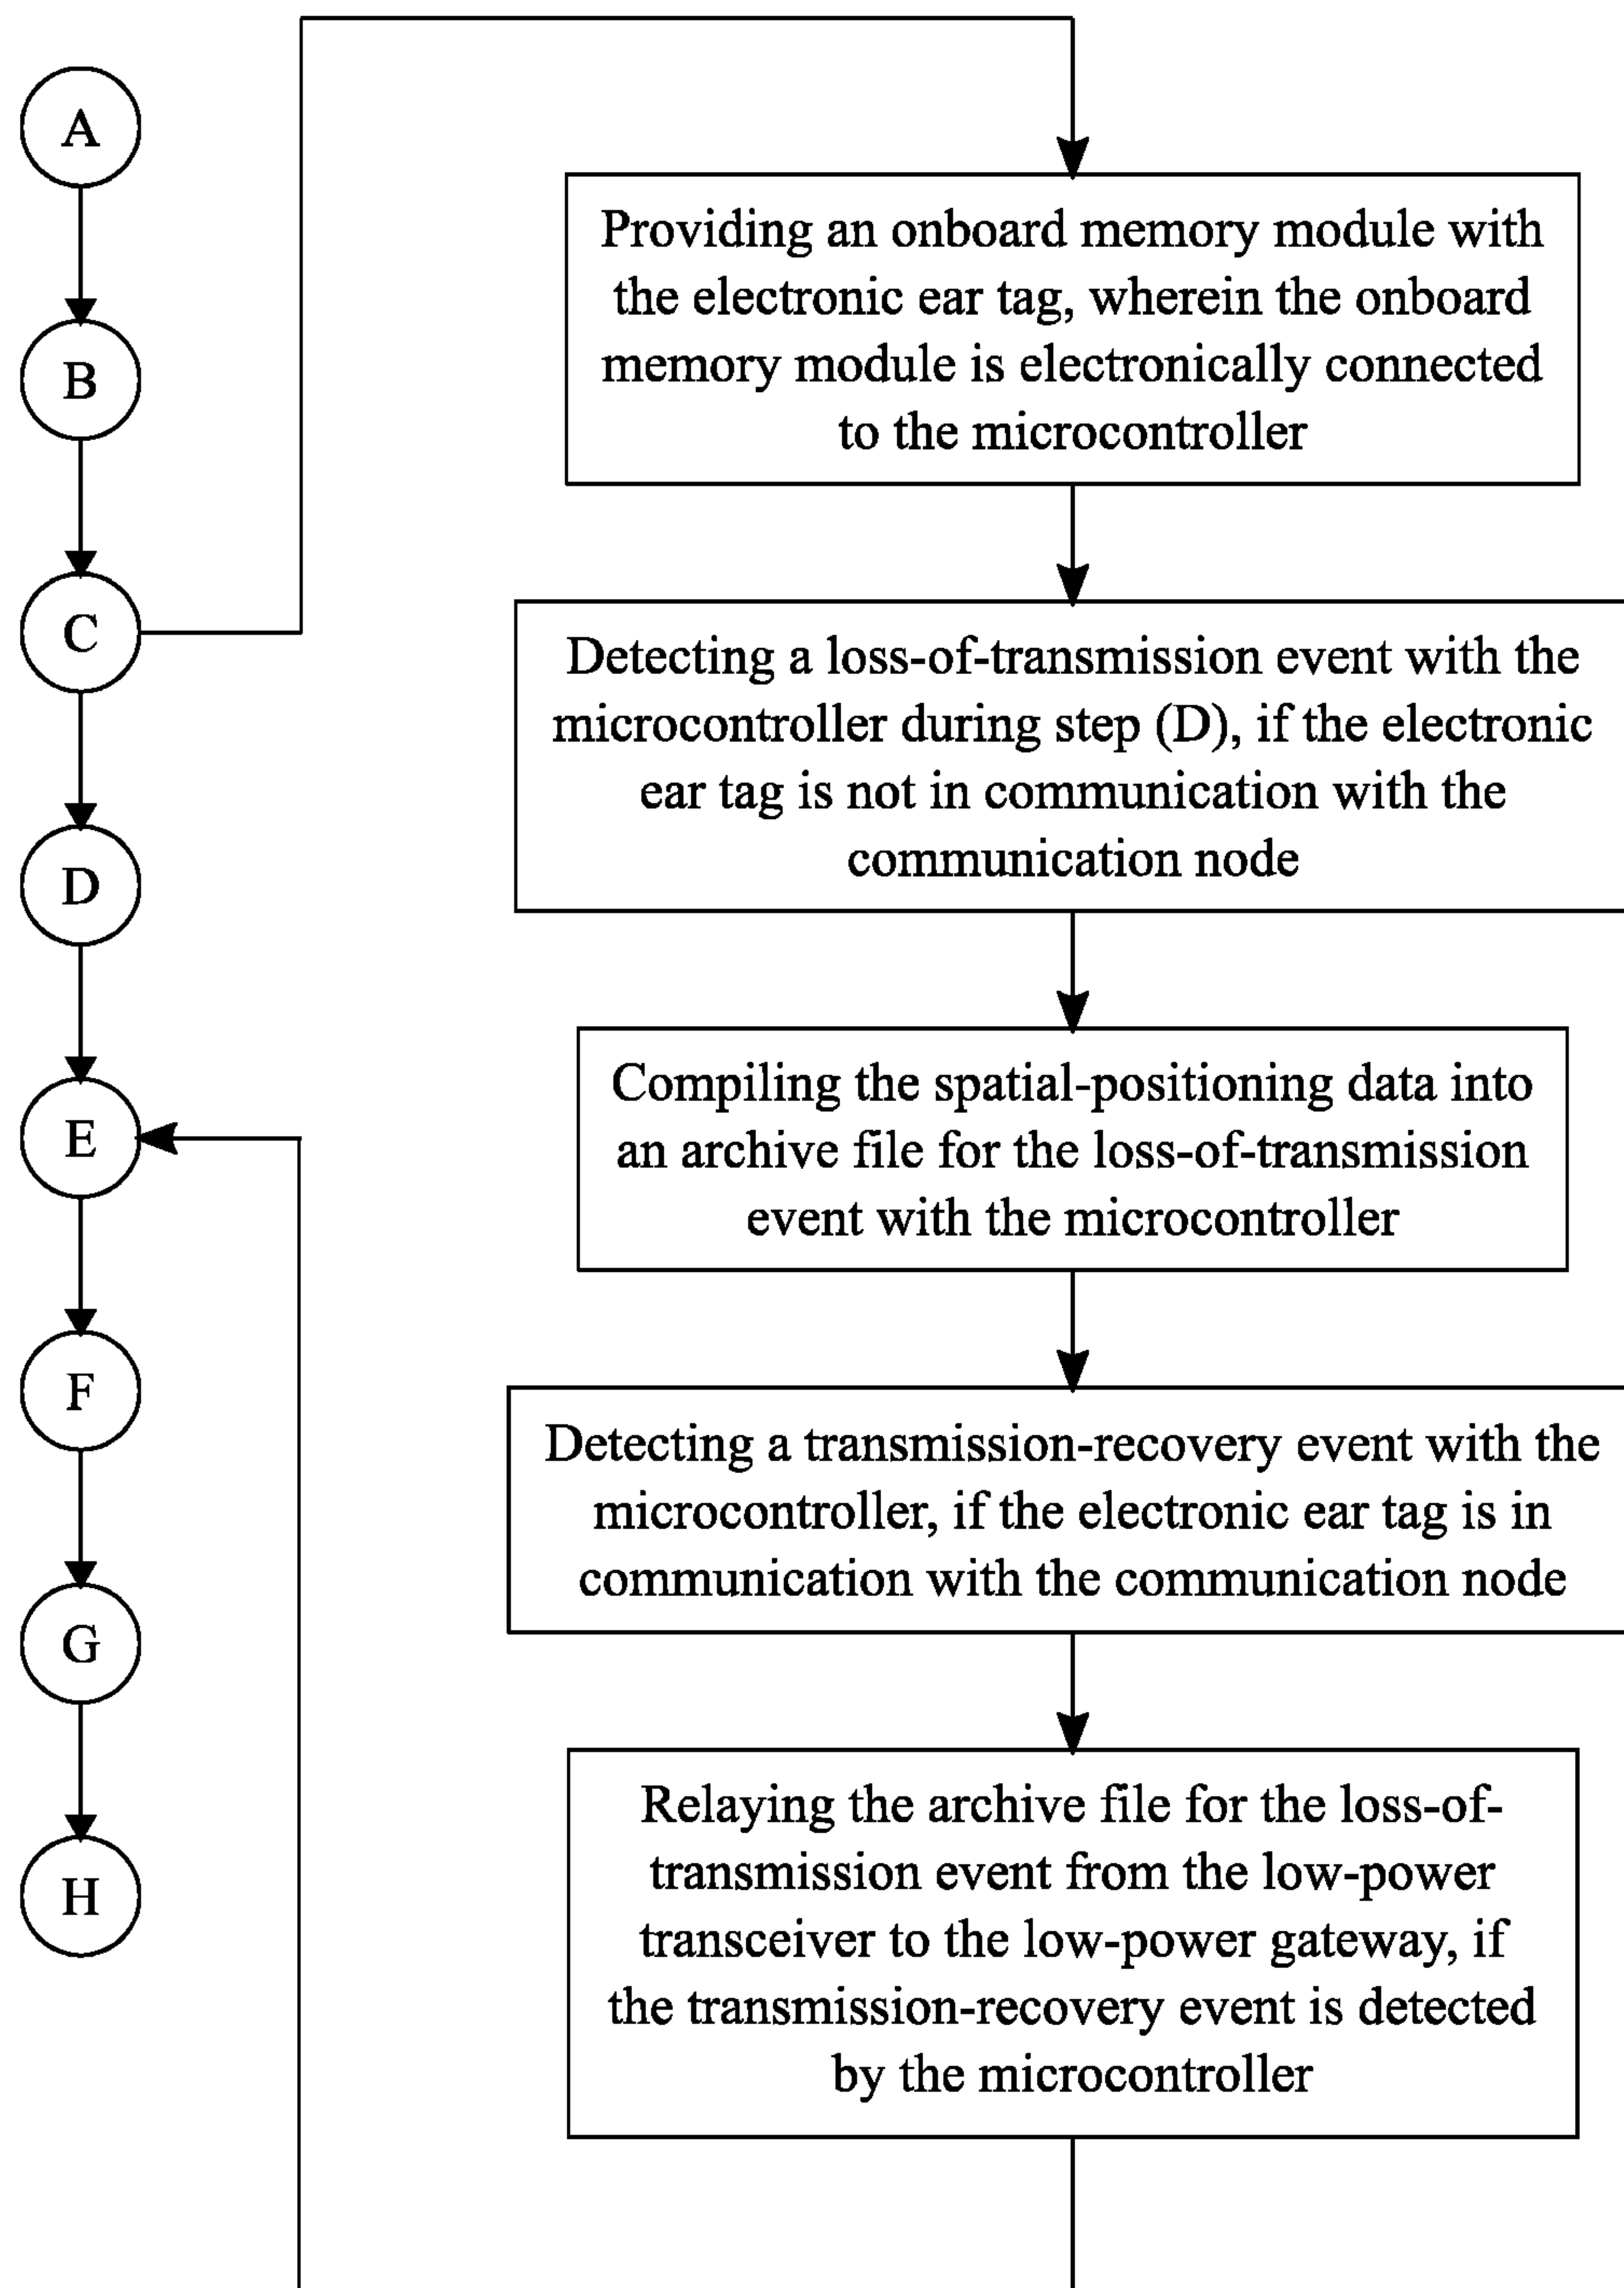 A
B
C
D
E
F
G
H
Providing an onboard memory module with
the electronic ear tag, wherein the onboard
memory module is electronically connected
to the microcontroller
Detecting a loss-of-transmission event with the
microcontroller during step (D), if the electronic
ear tag is not in communication with the
communication node
Compiling the spatial-positioning data into
an archive file for the loss-of-transmission
event with the microcontroller
Detecting a transmission-recovery event with the
microcontroller, if the electronic ear tag is in
communication with the communication node
Relaying the archive file for the loss-of-
transmission event from the low-power
transceiver to the low-power gateway, if
the transmission-recovery event is detected
by the microcontroller